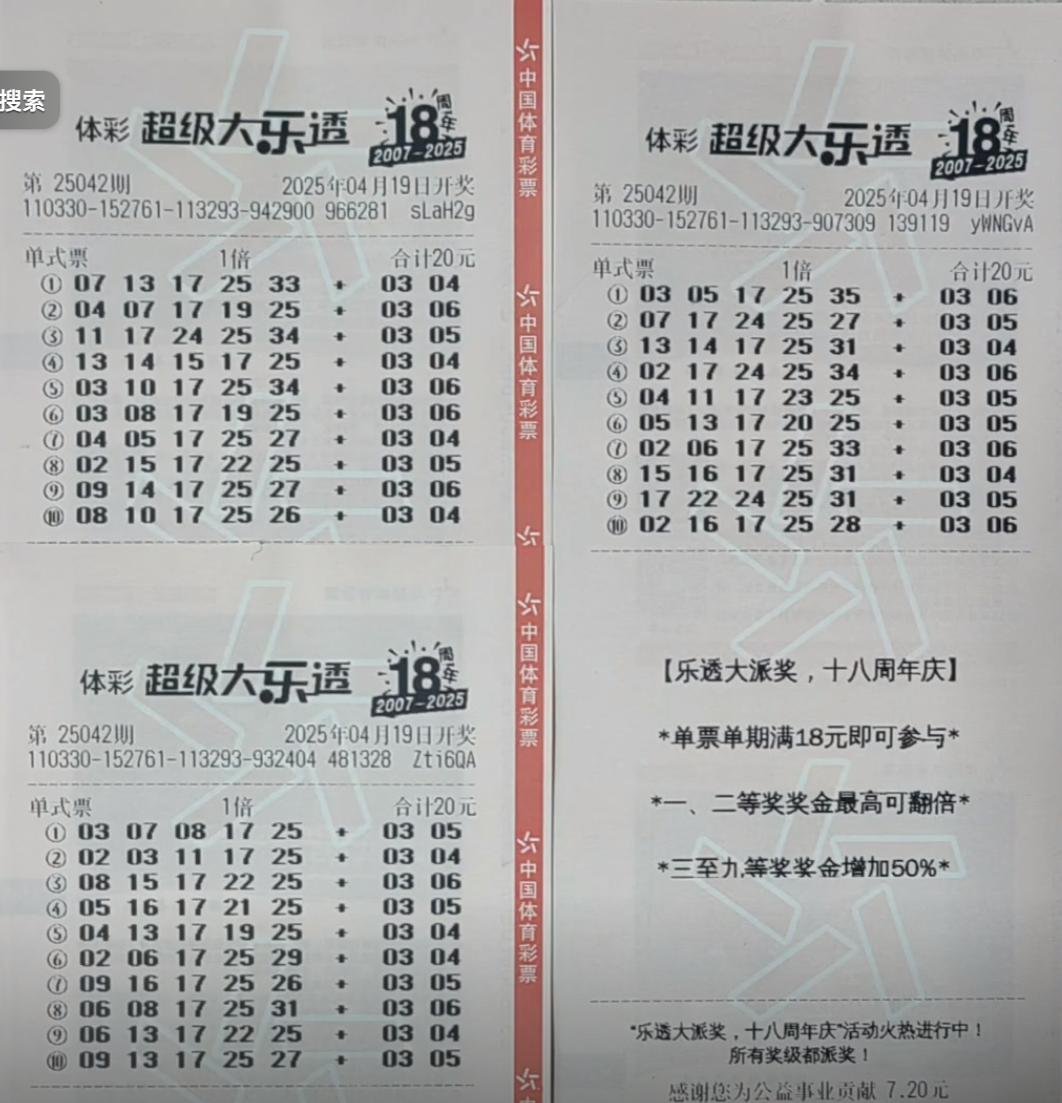 搜索
体彩 超级大乐透 18周年
2007-2025
第 25042期 2025年04月19日开奖
110330-152761-113293-942900 966281 sLaH2g
单式票 1倍 合计20元
① 07 13 17 25 33 + 03 04
② 04 07 17 19 25 + 03 06
③ 11 17 24 25 34 + 03 05
④ 13 14 15 17 25 + 03 04
⑤ 03 10 17 25 34 + 03 06
⑥ 03 08 17 19 25 + 03 06
⑦ 04 05 17 25 27 + 03 04
⑧ 02 15 17 22 25 + 03 05
⑨ 09 14 17 25 27 + 03 06
⑩ 08 10 17 25 26 + 03 04
中国体育彩票
中国体育彩票
体彩 超级大乐透 18周年
2007-2025
第 25042期 2025年04月19日开奖
110330-152761-113293-907309 139119 yWNGvA
单式票 1倍 合计20元
① 03 05 17 25 35 + 03 06
② 07 17 24 25 27 + 03 05
③ 13 14 17 25 31 + 03 04
④ 02 17 24 25 34 + 03 06
⑤ 04 11 17 23 25 + 03 05
⑥ 05 13 17 20 25 + 03 05
⑦ 02 06 17 25 33 + 03 06
⑧ 15 16 17 25 31 + 03 04
⑨ 17 22 24 25 31 + 03 05
⑩ 02 16 17 25 28 + 03 06
体彩 超级大乐透 18周年
2007-2025
第 25042期 2025年04月19日开奖
110330-152761-113293-932404 481328 Zti6QA
单式票 1倍 合计20元
① 03 07 08 17 25 + 03 05
② 02 03 11 17 25 + 03 04
③ 08 15 17 22 25 + 03 06
④ 05 16 17 21 25 + 03 05
⑤ 04 13 17 19 25 + 03 04
⑥ 02 06 17 25 29 + 03 04
⑦ 09 16 17 25 26 + 03 05
⑧ 06 08 17 25 31 + 03 06
⑨ 06 13 17 22 25 + 03 04
⑩ 09 13 17 25 27 + 03 05
中国体育彩票
中国体育彩票
【乐透大派奖，十八周年庆】
*单票单期满18元即可参与*
*一、二等奖奖金最高可翻倍*
*三至九等奖奖金增加50%*
“乐透大派奖，十八周年庆”活动火热进行中！
所有奖级都派奖！
感谢您为公益事业贡献 7.20元